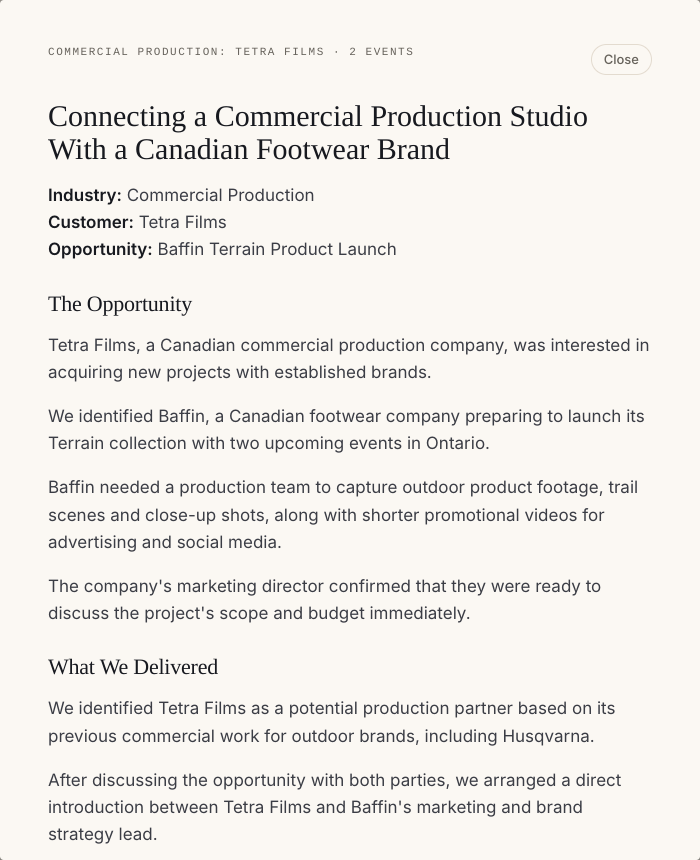 COMMERCIAL PRODUCTION: TETRA FILMS · 2 EVENTS
Close
Connecting a Commercial Production Studio
With a Canadian Footwear Brand
Industry: Commercial Production
Customer: Tetra Films
Opportunity: Baffin Terrain Product Launch
The Opportunity
Tetra Films, a Canadian commercial production company, was interested in
acquiring new projects with established brands.
We identified Baffin, a Canadian footwear company preparing to launch its
Terrain collection with two upcoming events in Ontario.
Baffin needed a production team to capture outdoor product footage, trail
scenes and close-up shots, along with shorter promotional videos for
advertising and social media.
The company's marketing director confirmed that they were ready to
discuss the project's scope and budget immediately.
What We Delivered
We identified Tetra Films as a potential production partner based on its
previous commercial work for outdoor brands, including Husqvarna.
After discussing the opportunity with both parties, we arranged a direct
introduction between Tetra Films and Baffin's marketing and brand
strategy lead.